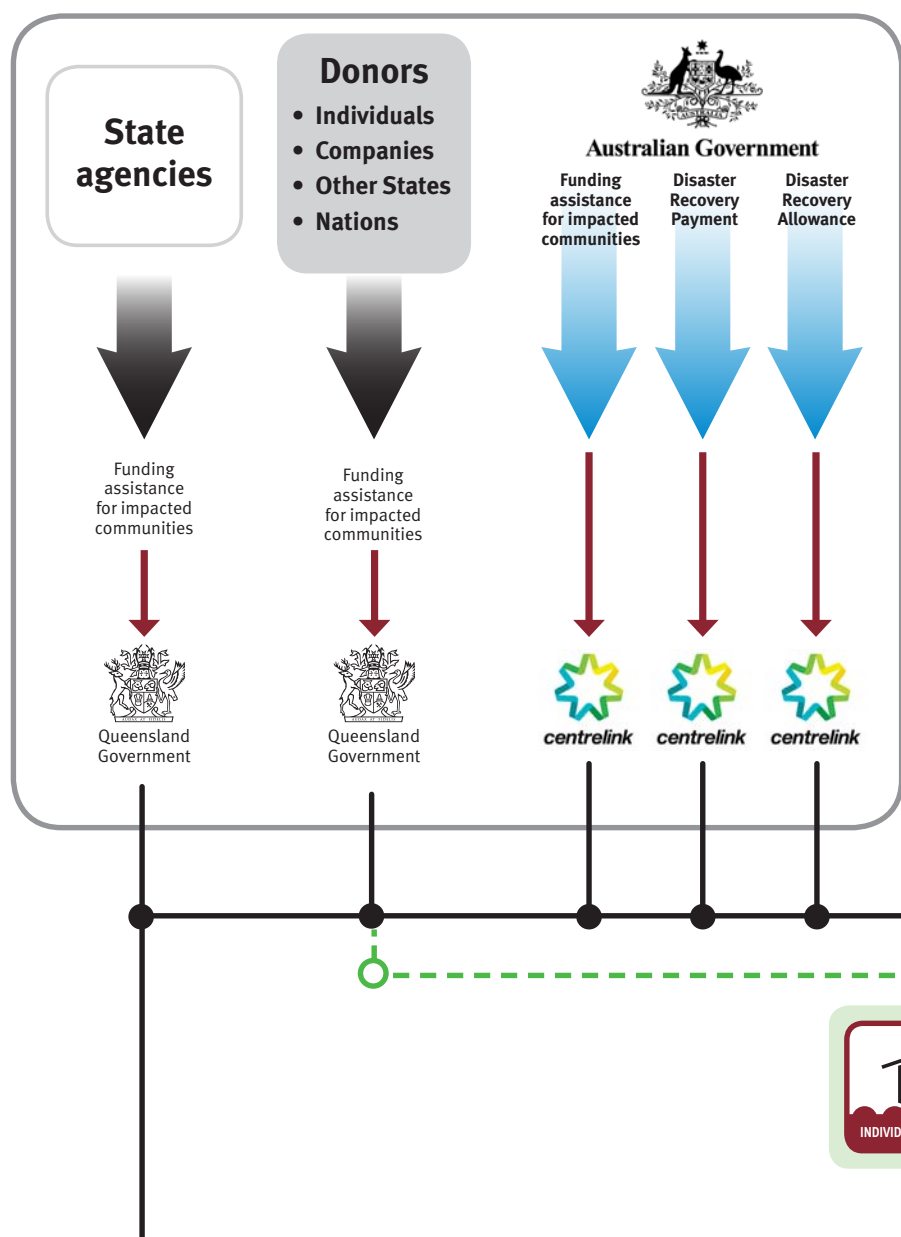 State
agencies
Donors
• Individuals
• Companies
• Other States
• Nations
AUSTRALIA
Australian Government
Funding
assistance
for impacted
communities
Disaster
Recovery
Payment
Disaster
Recovery
Allowance
Funding
assistance
for impacted
communities
Funding
assistance
for impacted
communities
Queensland
Government
Queensland
Government
centrelink
centrelink
centrelink
INDIVID